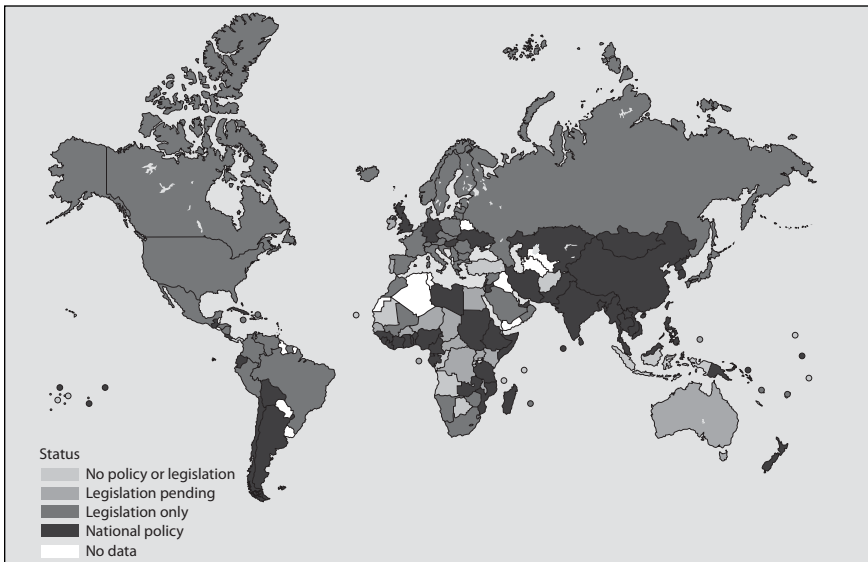 Status
No policy or legislation
Legislation pending
Legislation only
National policy
No data